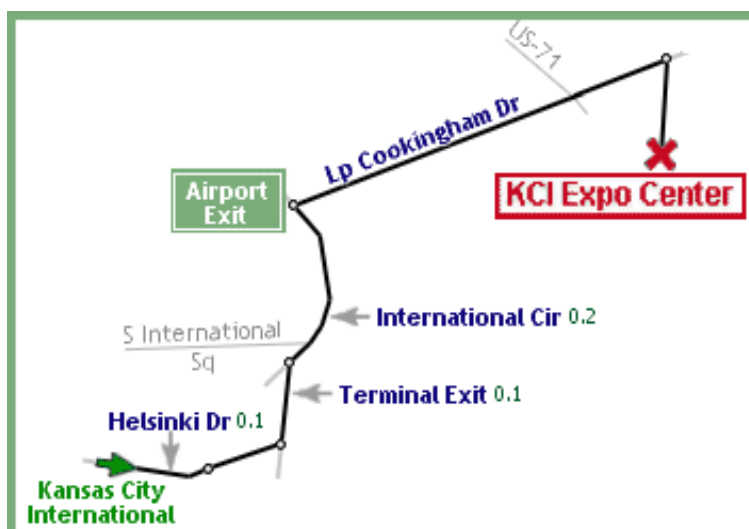 US-71
Lp Cookingham Dr
Airport
Exit
KCI Expo Center
International Cir 0.2
S International
Sq
Terminal Exit 0.1
Helsinki Dr 0.1
Kansas City
International